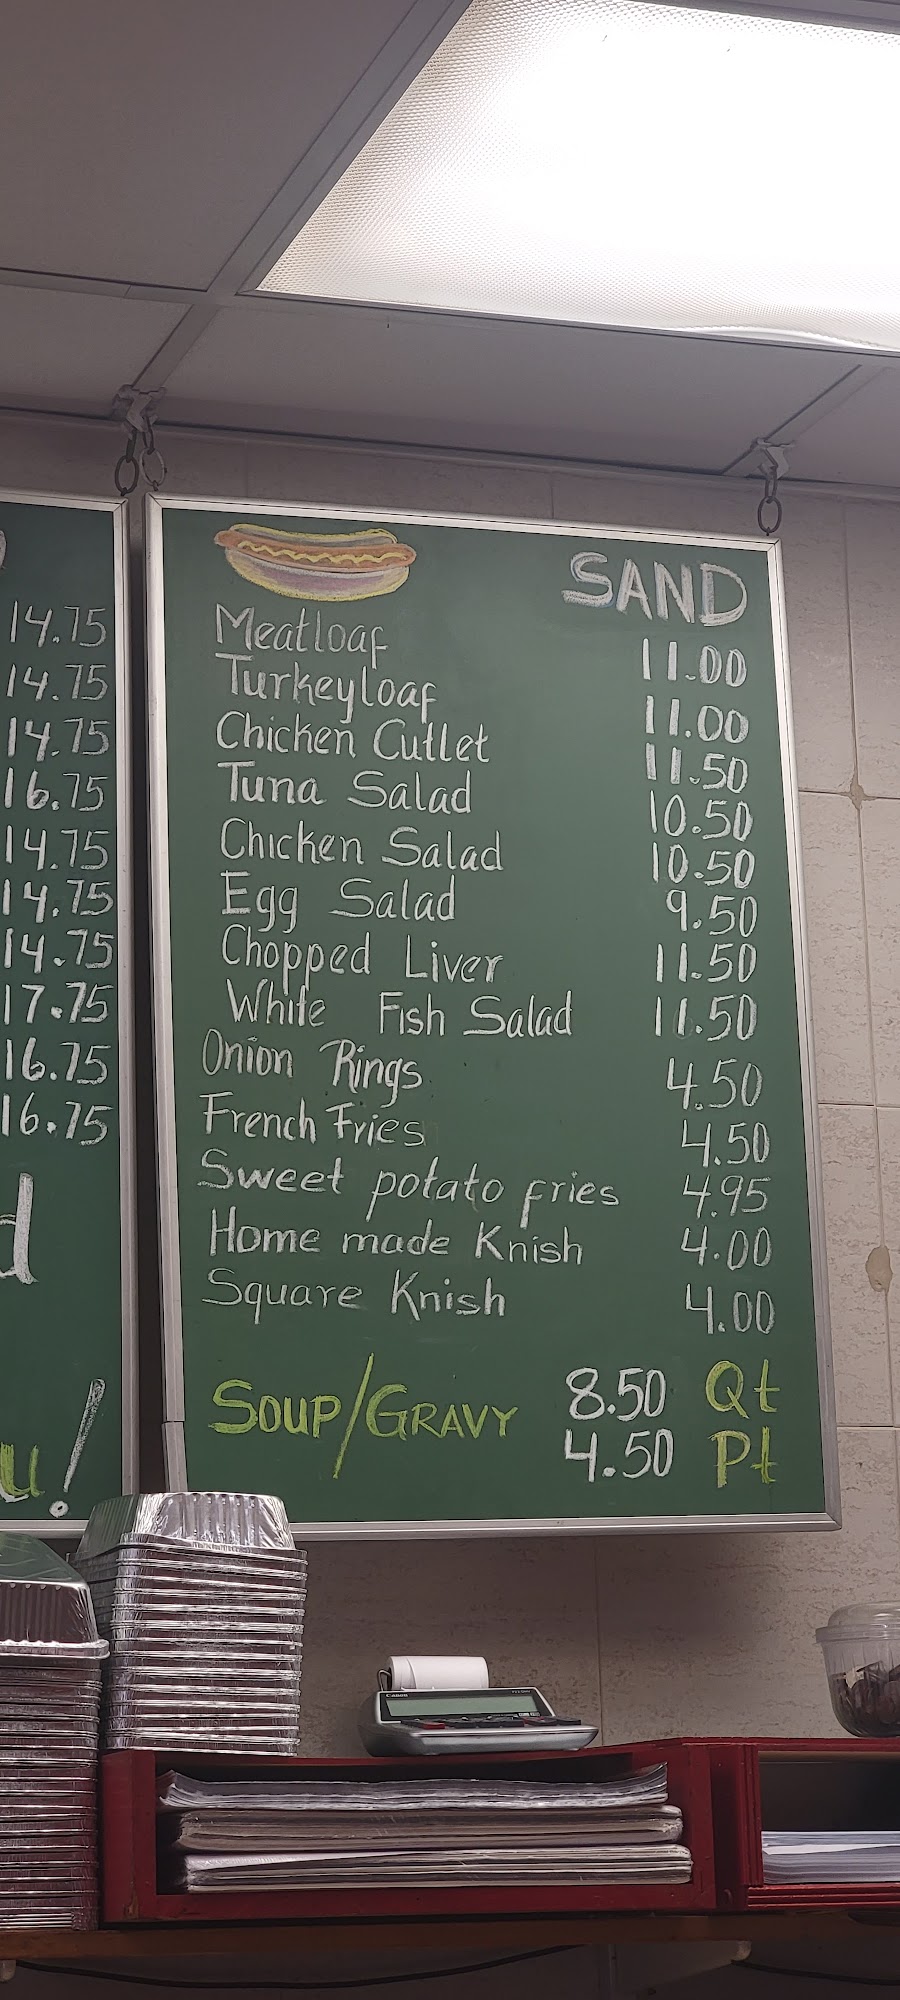 14.75
14.75
14.75
16.75
14.75
14.75
14.75
17.75
16.75
16.75
d
u!
SAND
Meatloaf 11.00
Turkeyloaf 11.00
Chicken Cutlet 11.50
Tuna Salad 10.50
Chicken Salad 10.50
Egg Salad 9.50
Chopped Liver 11.50
White Fish Salad 11.50
Onion Rings 4.50
French Fries 4.50
Sweet potato fries 4.95
Home made Knish 4.00
Square Knish 4.00
SOUP/GRAVY 8.50 Qt
4.50 Pt
Canon